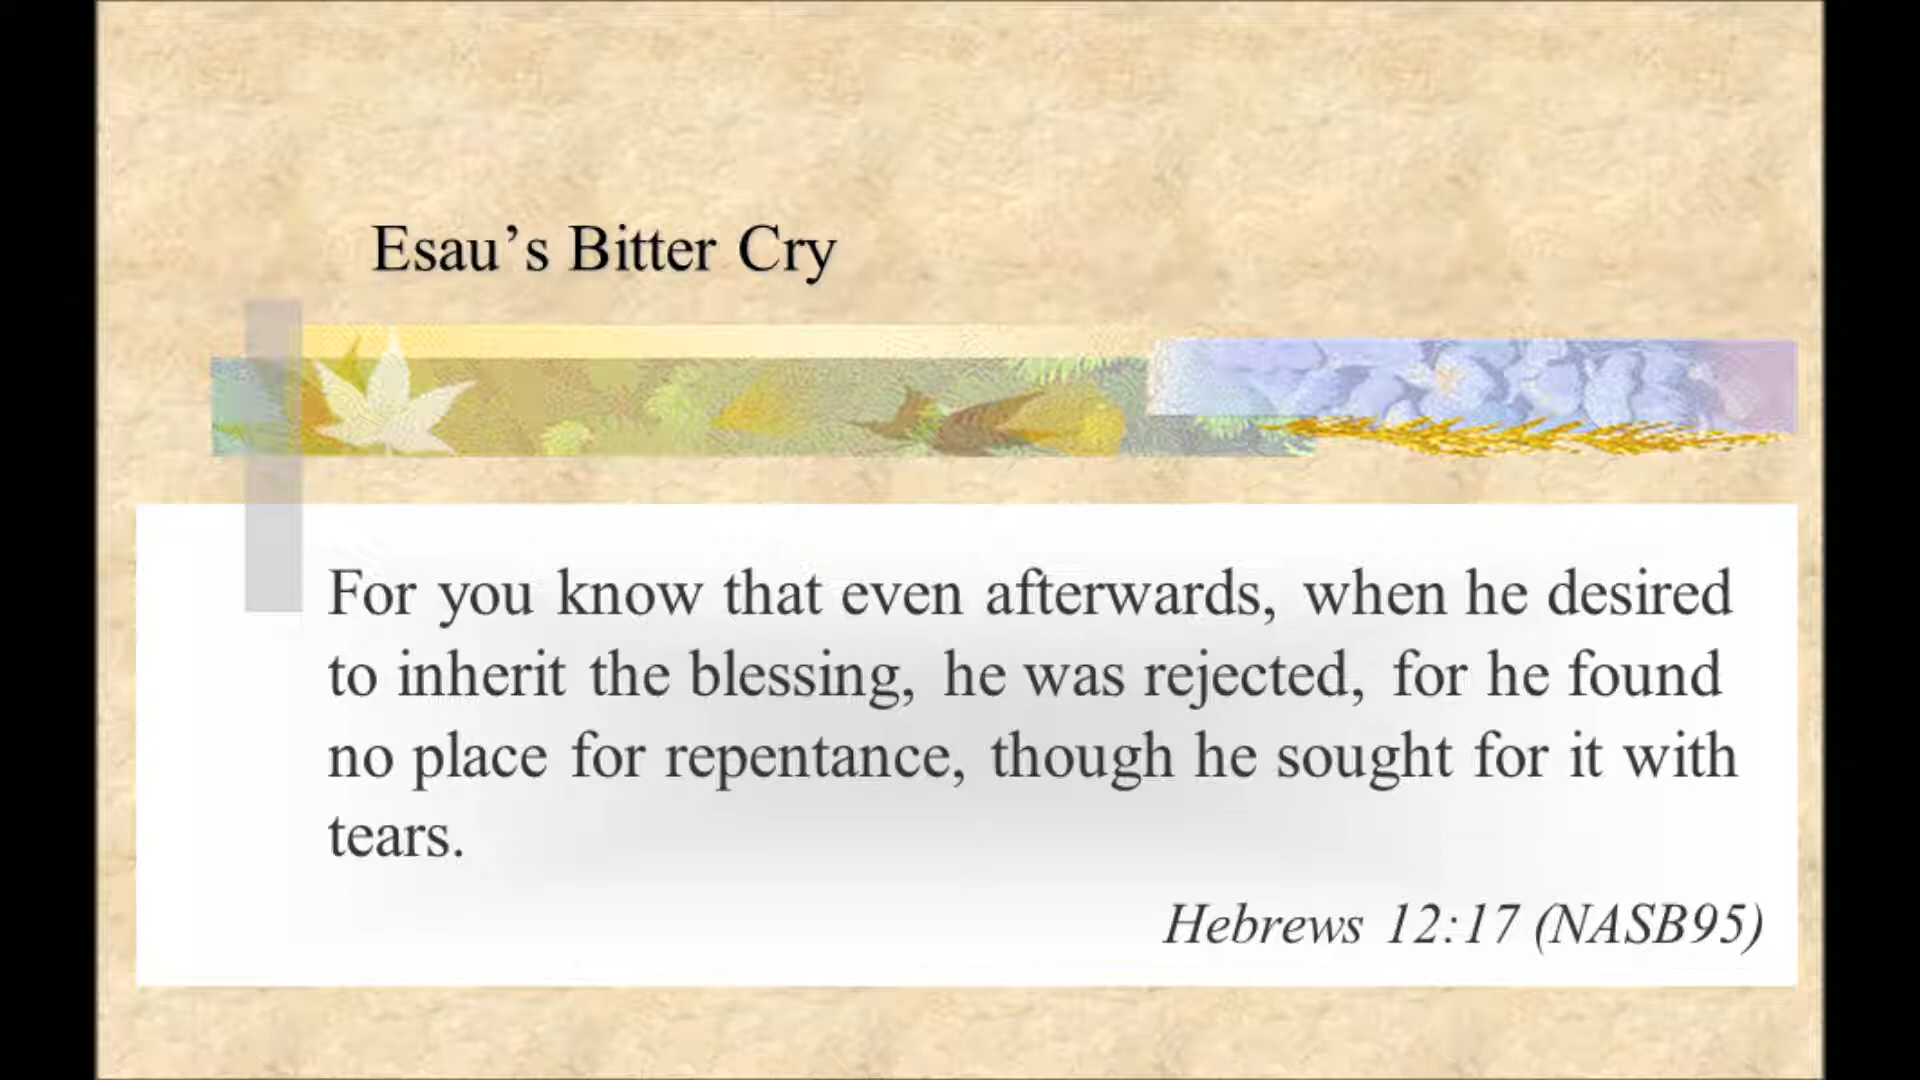 Esau’s Bitter Cry
For you know that even afterwards, when he desired
to inherit the blessing, he was rejected, for he found
no place for repentance, though he sought for it with
tears.
Hebrews 12:17 (NASB95)